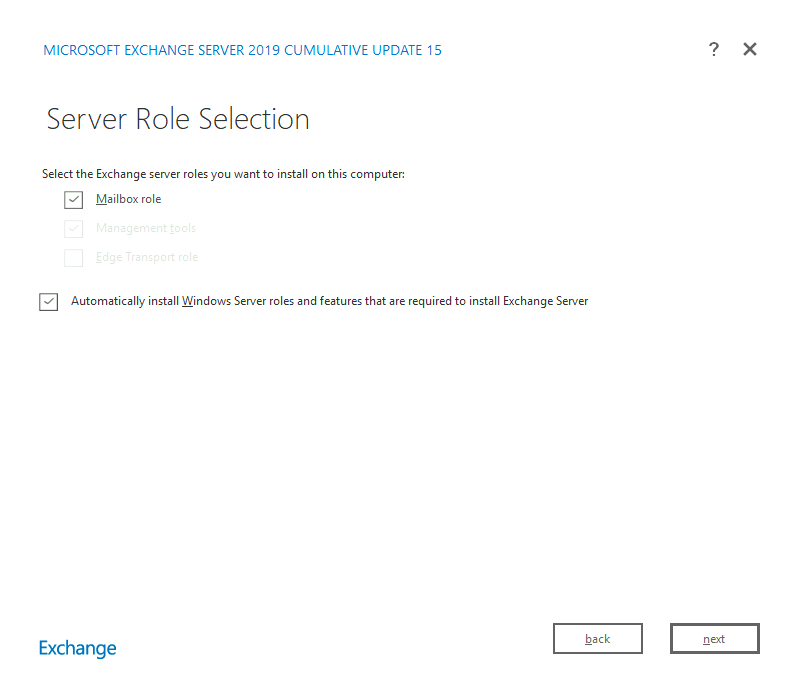 MICROSOFT EXCHANGE SERVER 2019 CUMULATIVE UPDATE 15
?
Server Role Selection
Select the Exchange server roles you want to install on this computer:
Mailbox role
Management tools
Edge Transport role
Automatically install Windows Server roles and features that are required to install Exchange Server
back
next
Exchange